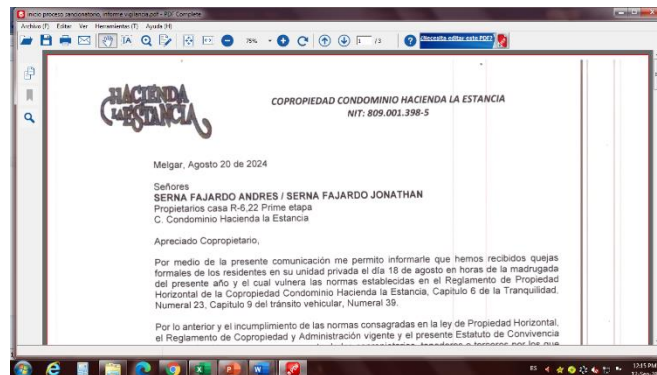 inicio proceso sancionatorio, informe vigilancia.pdf - PDF Complete
Archivo (F) Editar Ver Herramientas (T) Ayuda (H)
75% 1 /3 ¿Necesita editar este PDF?
HACIENDA
LA ESTANCIA
COPROPIEDAD CONDOMINIO HACIENDA LA ESTANCIA
NIT: 809.001.398-5
Melgar, Agosto 20 de 2024
Señores
SERNA FAJARDO ANDRES / SERNA FAJARDO JONATHAN
Propietarios casa R-6,22 Prime etapa
C. Condominio Hacienda la Estancia
Apreciado Copropietario,
Por medio de la presente comunicación me permito informarle que hemos recibidos quejas
formales de los residentes en su unidad privada el día 18 de agosto en horas de la madrugada
del presente año y el cual vulnera las normas establecidas en el Reglamento de Propiedad
Horizontal de la Copropiedad Condominio Hacienda la Estancia, Capitulo 6 de la Tranquilidad.
Numeral 23, Capitulo 9 del tránsito vehicular, Numeral 39.
Por lo anterior y el incumplimiento de las normas consagradas en la ley de Propiedad Horizontal,
el Reglamento de Copropiedad y Administración vigente y el presente Estatuto de Convivencia
ES 12:15 PM